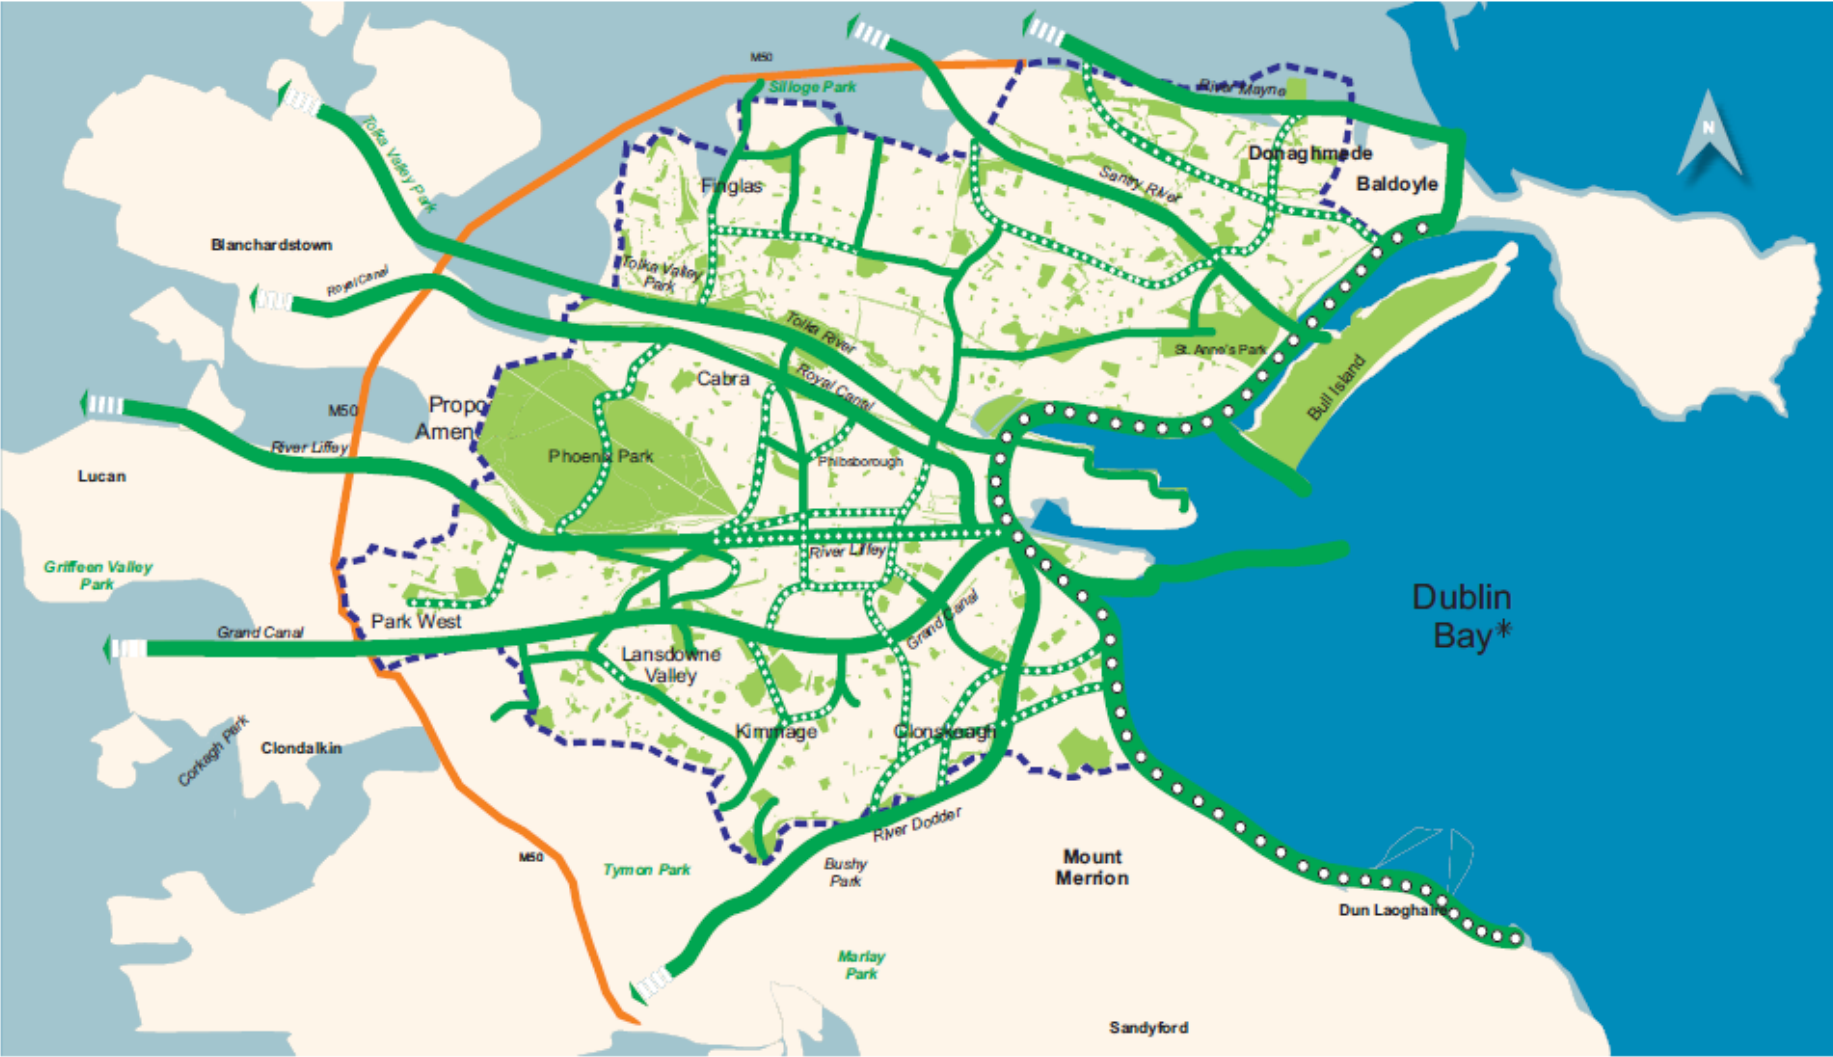 M50
Silloge Park
River Mayne
N
Tolka Valley
Park
Donaghmede
Baldoyle
Santry River
Finglas
Blanchardstown
Royal Canal
Tolka Valley
Park
Tolka River
St. Anne's Park
Bull Island
Cabra
Royal Canal
M50
Propo
Amen
River Liffey
Phoenix Park
Phibsborough
Lucan
Griffeen Valley
Park
River Liffey
Dublin
Bay*
Park West
Grand Canal
Grand Canal
Lansdowne
Valley
Kimmage
Clonskeagh
Corkagh Park
Clondalkin
River Dodder
M50
Tymon Park
Bushy
Park
Mount
Merrion
Dun Laoghaire
Marlay
Park
Sandyford